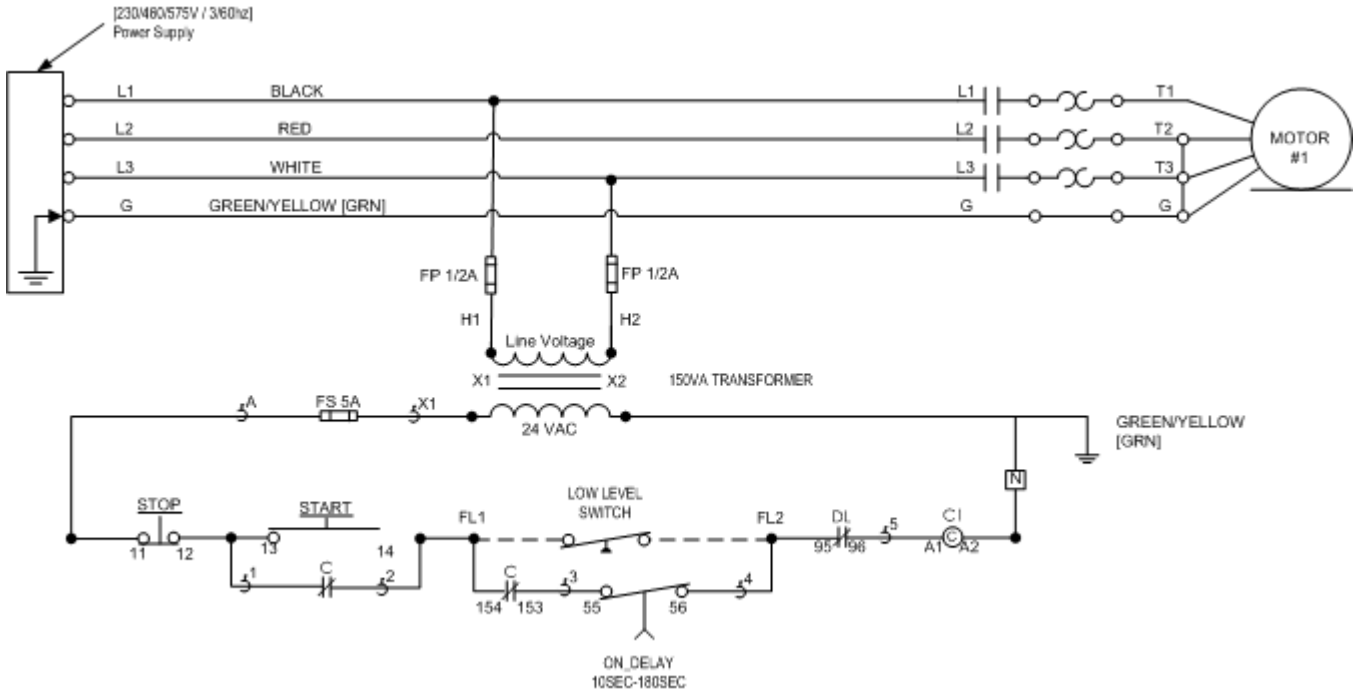 [230/460/575V / 3/60hz]
Power Supply
L1 BLACK L1 T1
L2 RED L2 T2
L3 WHITE L3 T3
G GREEN/YELLOW [GRN] G G
MOTOR
#1
FP 1/2A FP 1/2A
H1 H2
Line Voltage
X1 X2 150VA TRANSFORMER
A FS 5A X1
24 VAC
GREEN/YELLOW
[GRN]
N
STOP START
LOW LEVEL
SWITCH
FL1 FL2 DL 5 C1
11 12 13 14 95 96 A1 C A2
1 C 2 C 3 4
154 153 55 56
ON_DELAY
10SEC-180SEC